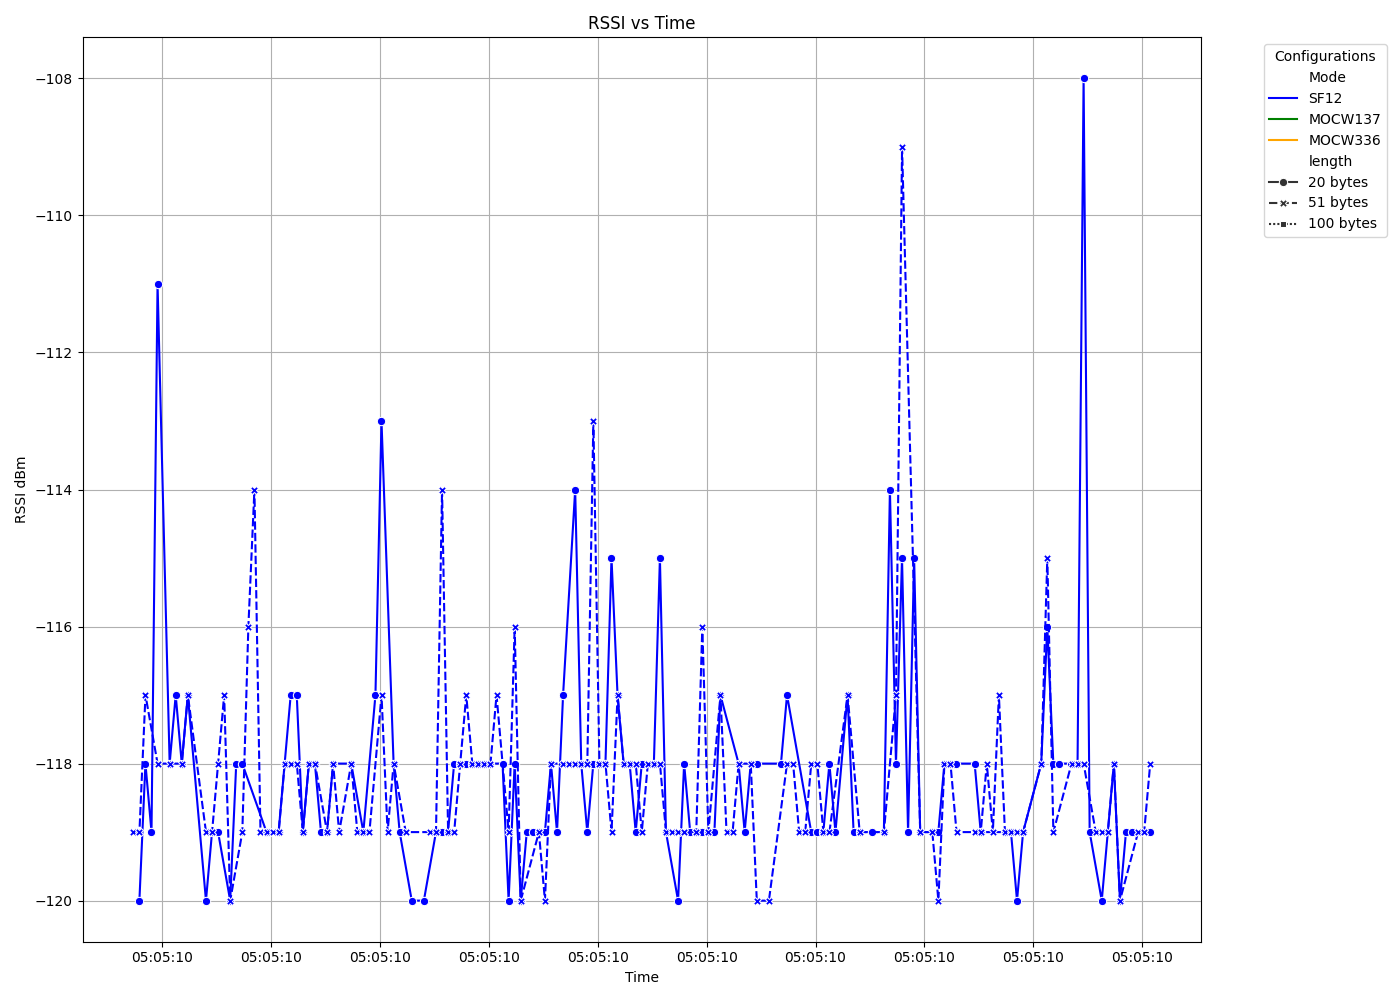 RSSI vs Time
Configurations
Mode
SF12
MOCW137
MOCW336
length
20 bytes
51 bytes
100 bytes
RSSI dBm
−108
−110
−112
−114
−116
−118
−120
05:05:10 05:05:10 05:05:10 05:05:10 05:05:10 05:05:10 05:05:10 05:05:10 05:05:10 05:05:10
Time